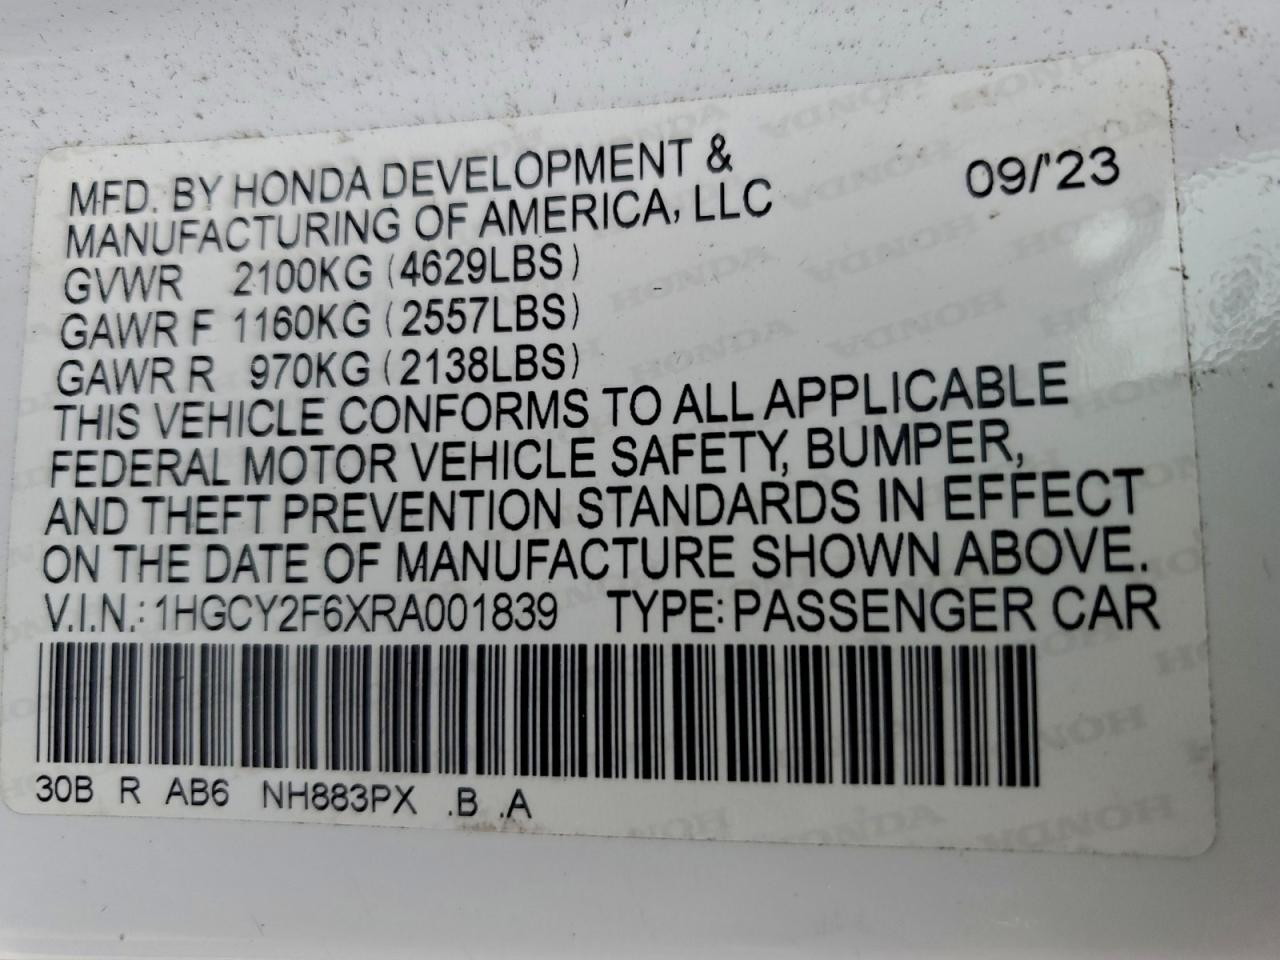 MFD. BY HONDA DEVELOPMENT &
MANUFACTURING OF AMERICA, LLC
09/'23
GVWR 2100KG (4629LBS)
GAWR F 1160KG (2557LBS)
GAWR R 970KG (2138LBS)
THIS VEHICLE CONFORMS TO ALL APPLICABLE
FEDERAL MOTOR VEHICLE SAFETY, BUMPER,
AND THEFT PREVENTION STANDARDS IN EFFECT
ON THE DATE OF MANUFACTURE SHOWN ABOVE.
V.I.N.: 1HGCY2F6XRA001839 TYPE: PASSENGER CAR
30B R AB6 NH883PX .B .A